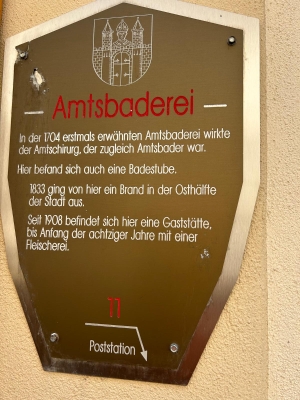 Amtsbaderei
In der 1704 erstmals erwähnten Amtsbaderei wirkte
der Amtschirurg, der zugleich Amtsbader war.
Hier befand sich auch eine Badestube.
1833 ging von hier ein Brand in der Osthälfte
der Stadt aus.
Seit 1908 befindet sich hier eine Gaststätte,
bis Anfang der achtziger Jahre mit einer
Fleischerei.
11
Poststation